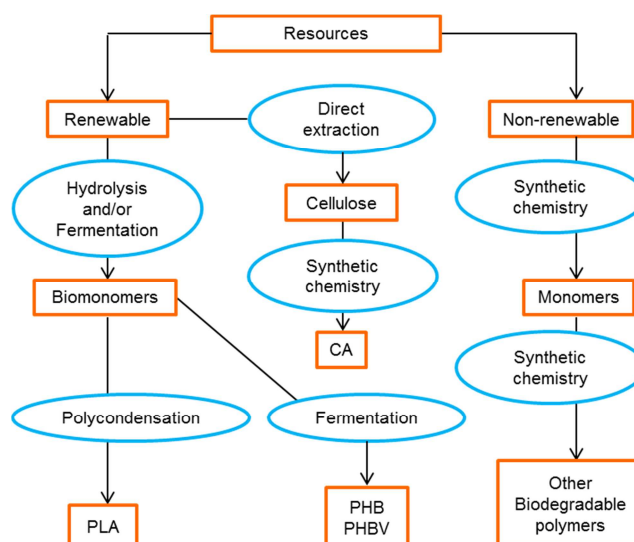 Resources
Renewable
Direct
extraction
Non-renewable
Hydrolysis
and/or
Fermentation
Cellulose
Synthetic
chemistry
Biomonomers
Synthetic
chemistry
Monomers
CA
Synthetic
chemistry
Polycondensation
Fermentation
PLA
PHB
PHBV
Other
Biodegradable
polymers